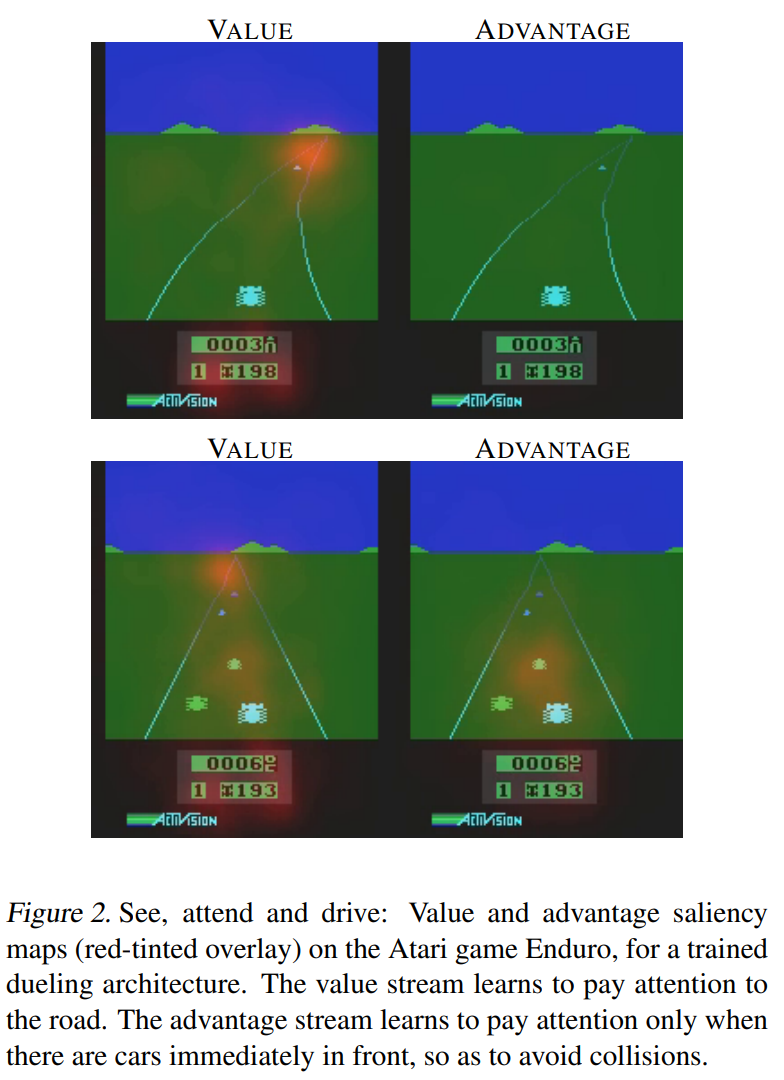 VALUE ADVANTAGE
0003 0003
1 198 1 198
ACTIVISION ACTIVISION
VALUE ADVANTAGE
0006 0006
1 193 1 193
ACTIVISION ACTIVISION
Figure 2. See, attend and drive: Value and advantage saliency
maps (red-tinted overlay) on the Atari game Enduro, for a trained
dueling architecture. The value stream learns to pay attention to
the road. The advantage stream learns to pay attention only when
there are cars immediately in front, so as to avoid collisions.